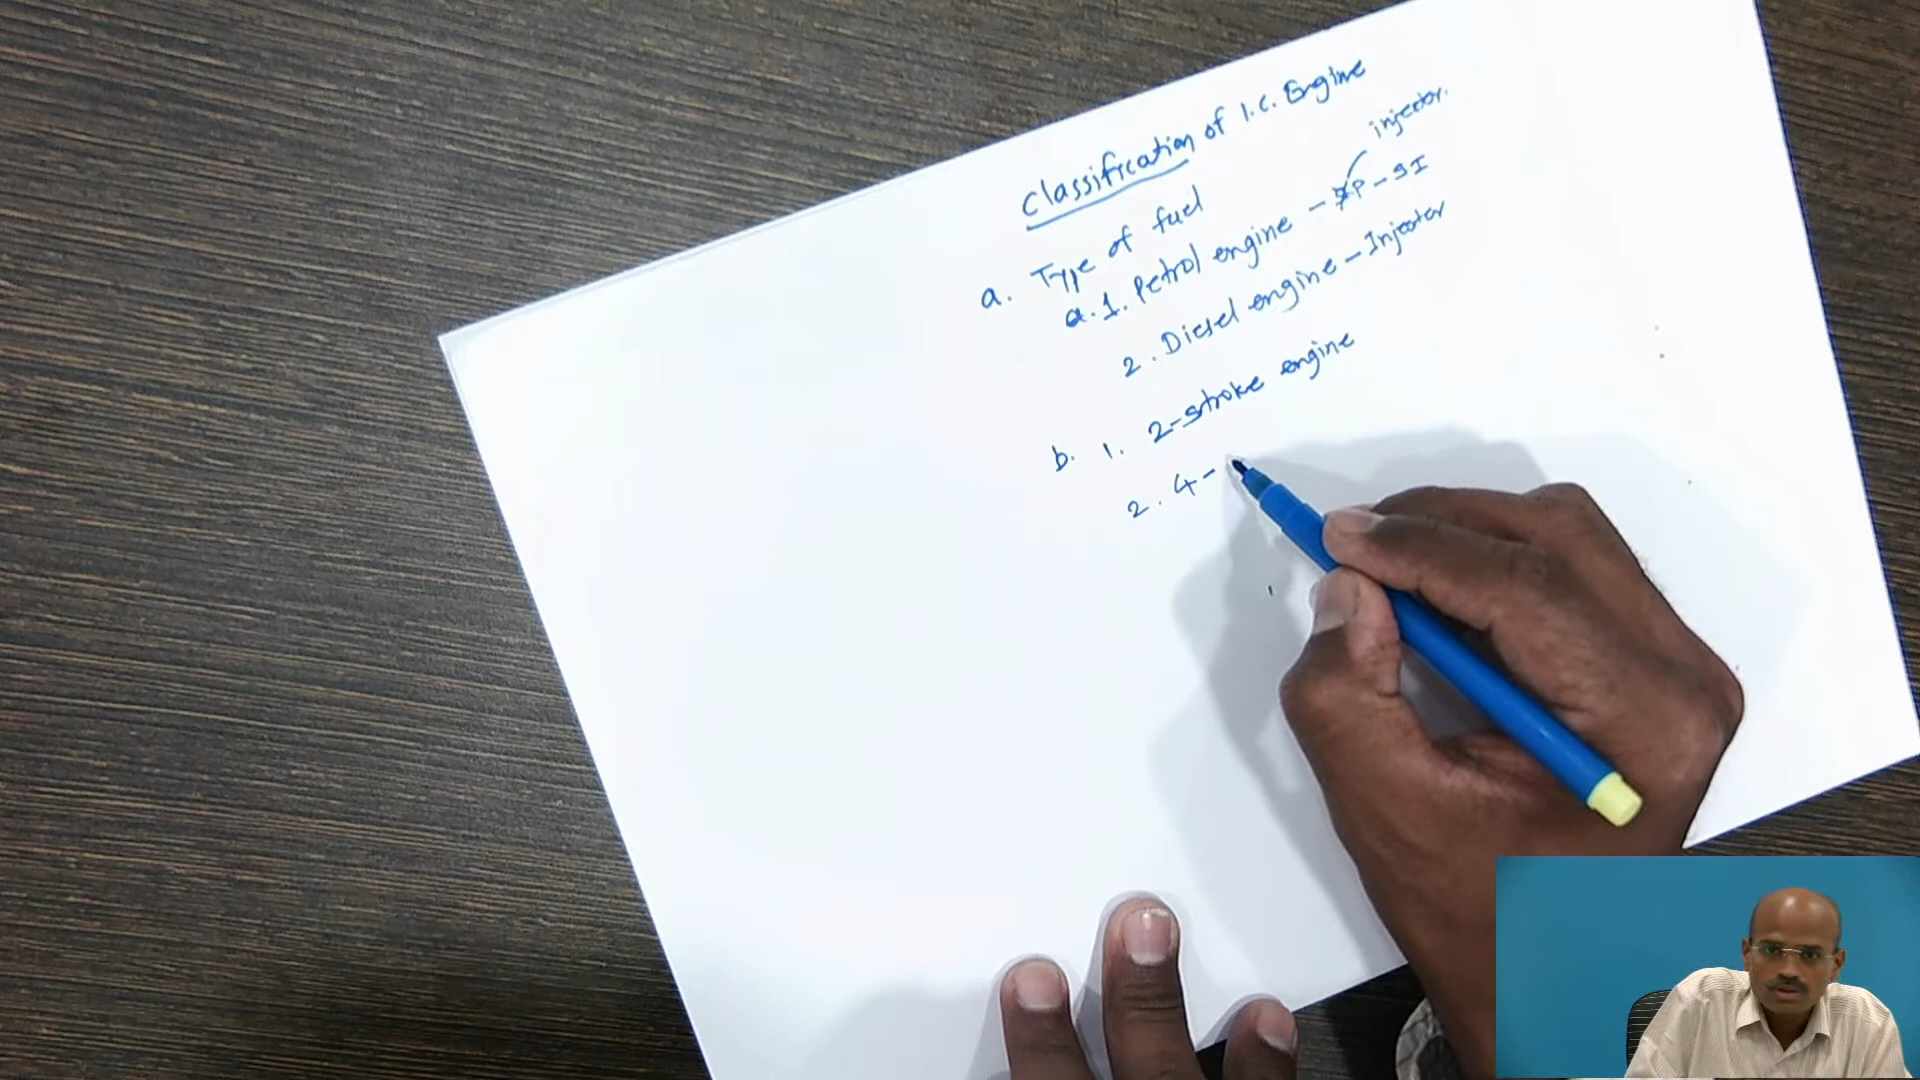 Classification of I.C. Engine
a. Type of fuel
injector.
a.1. Petrol engine - P - SI
2. Diesel engine - Injector
b. 1. 2-stroke engine
2. 4-